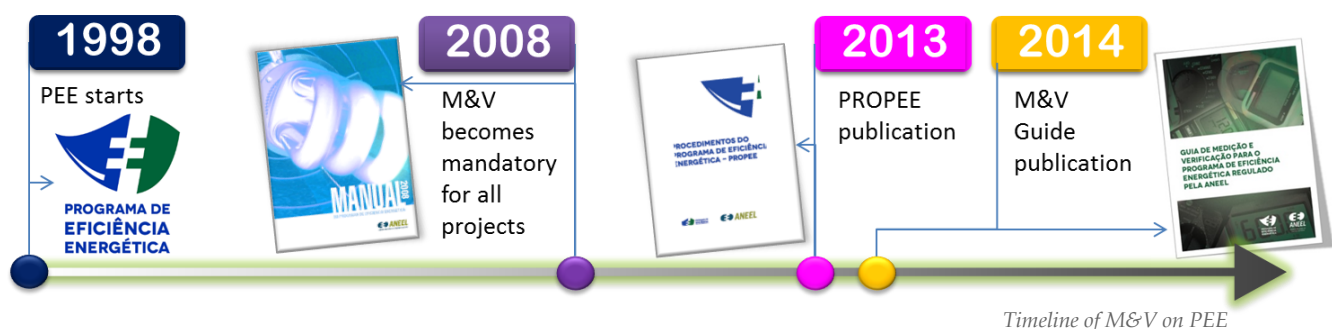 1998
PEE starts
PROGRAMA DE
EFICIÊNCIA
ENERGÉTICA
MANUAL 2008
ANEEL
2008
M&V
becomes
mandatory
for all
projects
PROCEDIMENTOS DO
PROGRAMA DE EFICIÊNCI
ENERGÉTICA – PROPEE
ANEEL
2013
PROPEE
publication
2014
M&V
Guide
publication
GUIA DE MEDIÇÃO E
VERIFICAÇÃO PARA O
PROGRAMA DE EFICIÊNCIA
ENERGÉTICA REGULADO
PELA ANEEL
ANEEL
Timeline of M&V on PEE